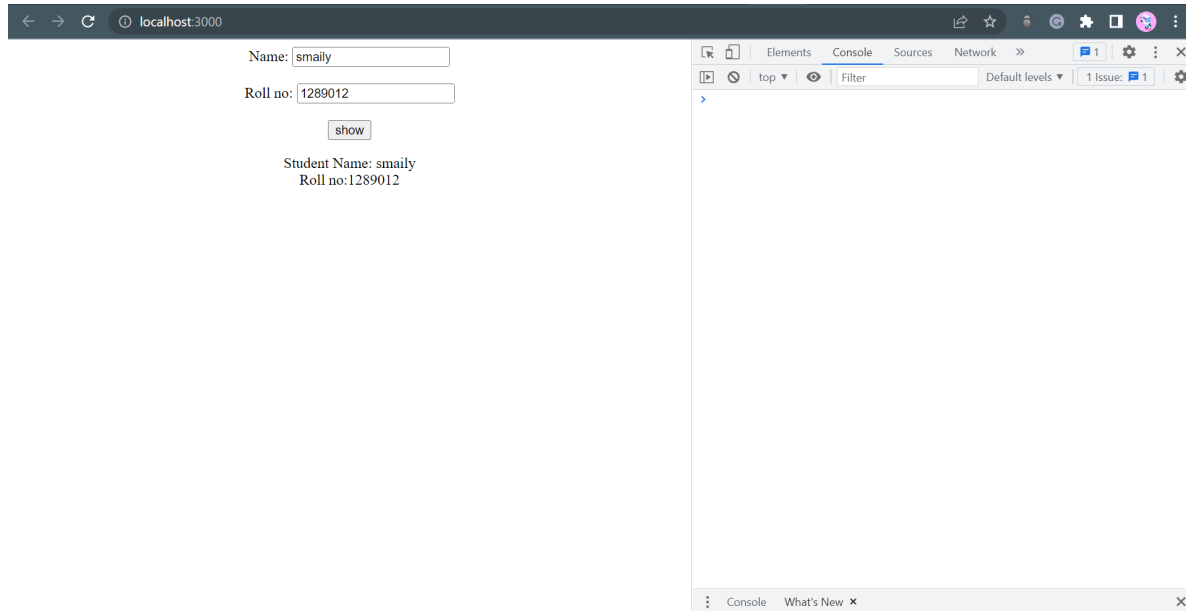 localhost:3000
Name: smaily
Roll no: 1289012
show
Student Name: smaily
Roll no:1289012
Elements Console Sources Network » 1
top ▼ Filter Default levels ▼ 1 Issue: 1
>
Console What's New ×